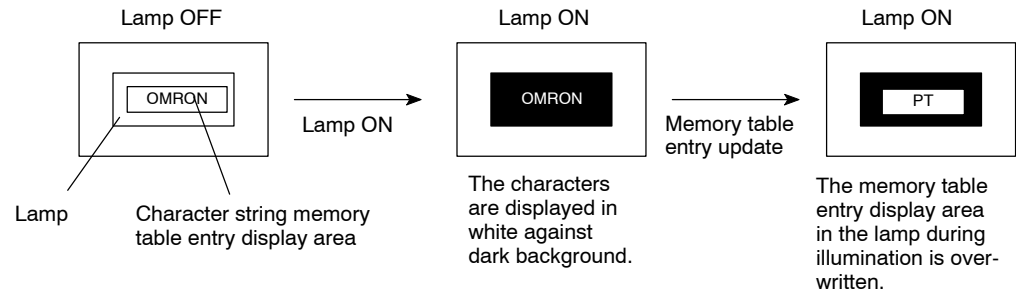 Lamp OFF
Lamp ON
Lamp ON
OMRON
OMRON
PT
Lamp ON
Memory table
entry update
Lamp
Character string memory
table entry display area
The characters
are displayed in
white against
dark background.
The memory table
entry display area
in the lamp during
illumination is over-
written.